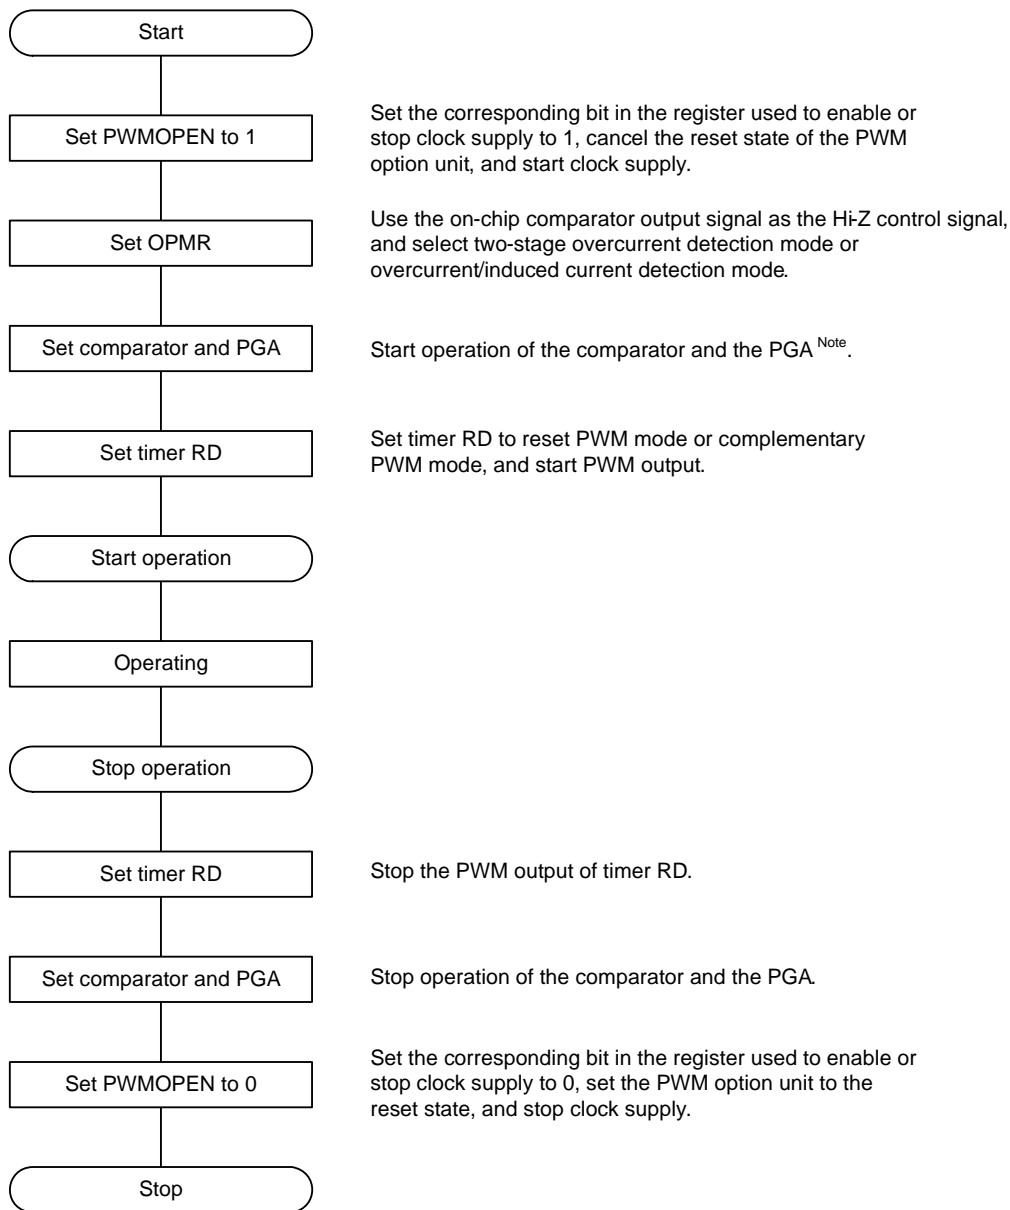 Start
Set PWMOPEN to 1
Set the corresponding bit in the register used to enable or
stop clock supply to 1, cancel the reset state of the PWM
option unit, and start clock supply.
Set OPMR
Use the on-chip comparator output signal as the Hi-Z control signal,
and select two-stage overcurrent detection mode or
overcurrent/induced current detection mode.
Set comparator and PGA
Start operation of the comparator and the PGA Note.
Set timer RD
Set timer RD to reset PWM mode or complementary
PWM mode, and start PWM output.
Start operation
Operating
Stop operation
Set timer RD
Stop the PWM output of timer RD.
Set comparator and PGA
Stop operation of the comparator and the PGA.
Set PWMOPEN to 0
Set the corresponding bit in the register used to enable or
stop clock supply to 0, set the PWM option unit to the
reset state, and stop clock supply.
Stop